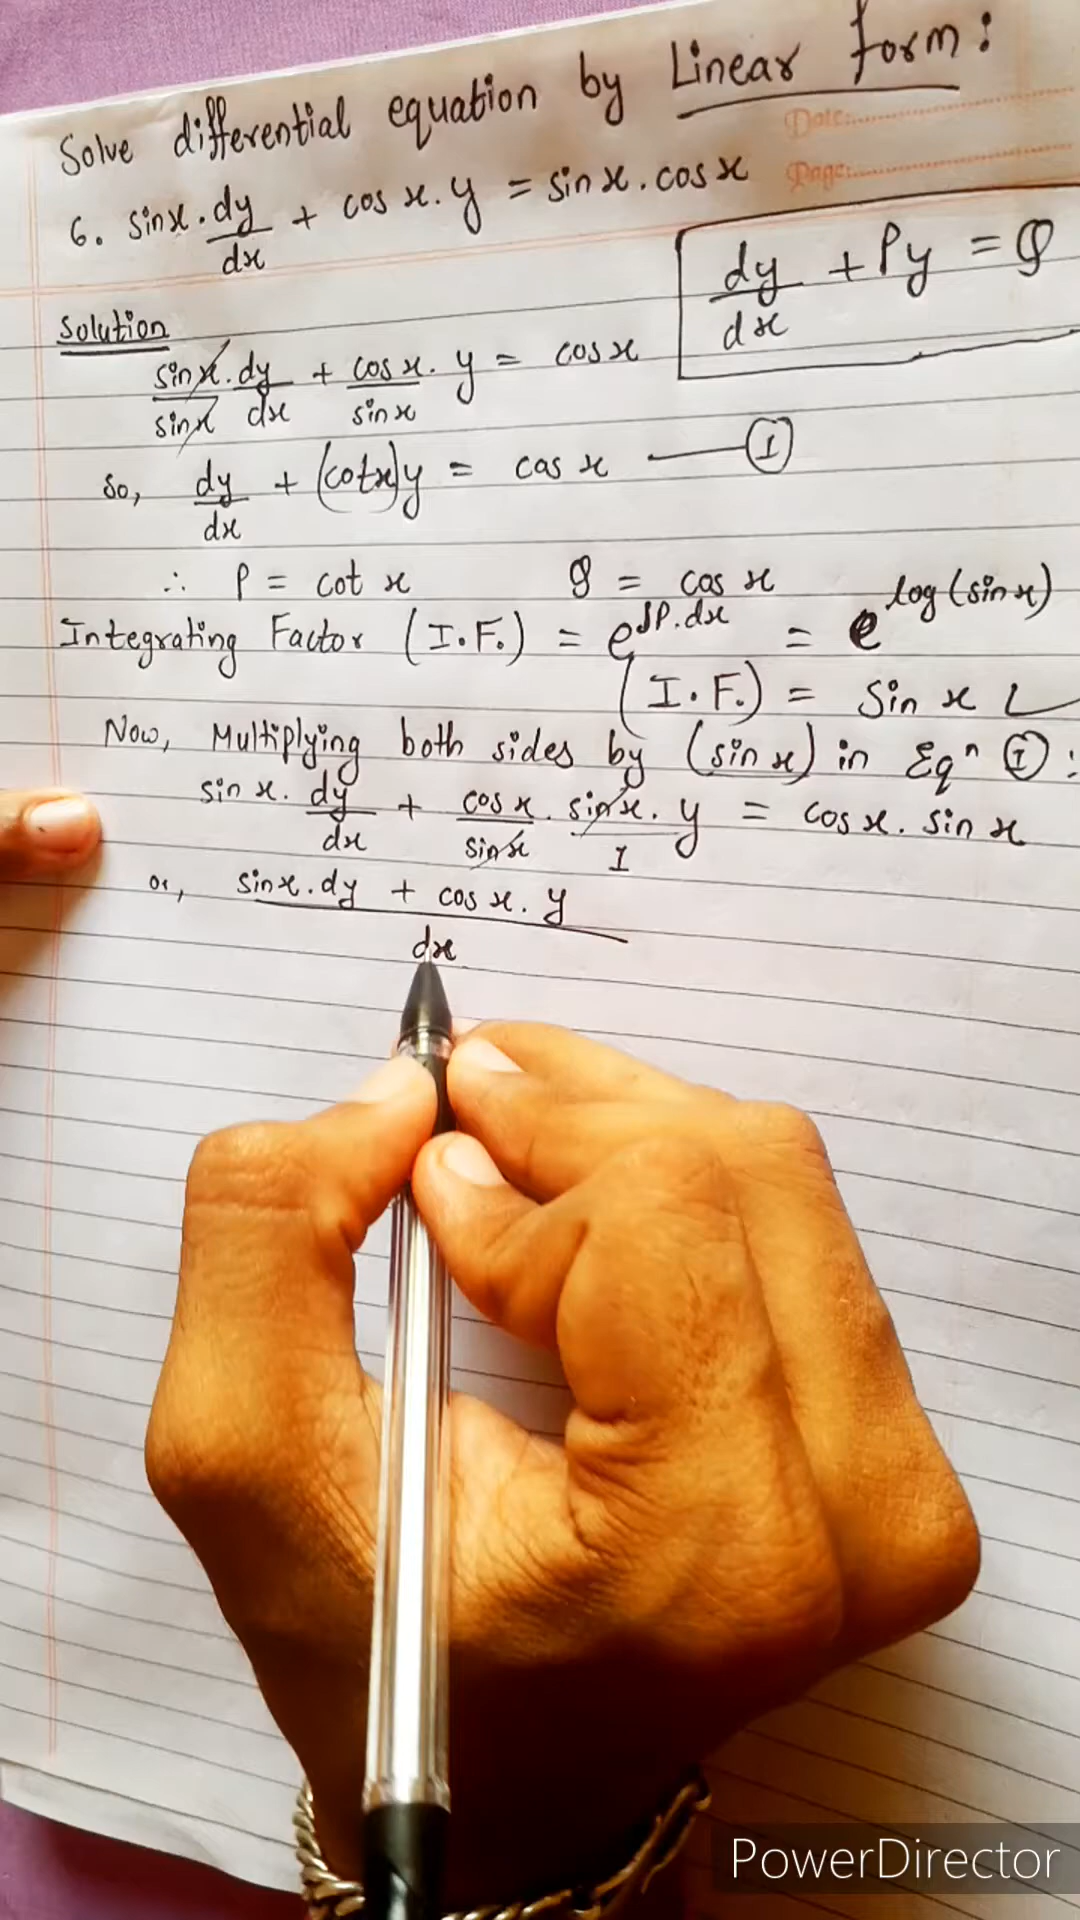 Solve differential equation by Linear form:
Date:
Page:
6. sinx. dy/dx + cos x. y = sin x. cos x
dy/dx + Py = Q
Solution
sinx. dy/sinx dx + cos x/sin x . y = cos x
So, dy/dx + (cotx)y = cos x —— I
∴ P = cot x Q = cos x
Integrating Factor (I.F.) = e^∫P.dx = e^log(sinx)
(I.F.) = Sin x
Now, Multiplying both sides by (sin x) in Eqⁿ I :
sin x. dy/dx + cos x/sin x . sin x/1 . y = cos x. sin x
or, sinx. dy + cos x. y
dx
PowerDirector